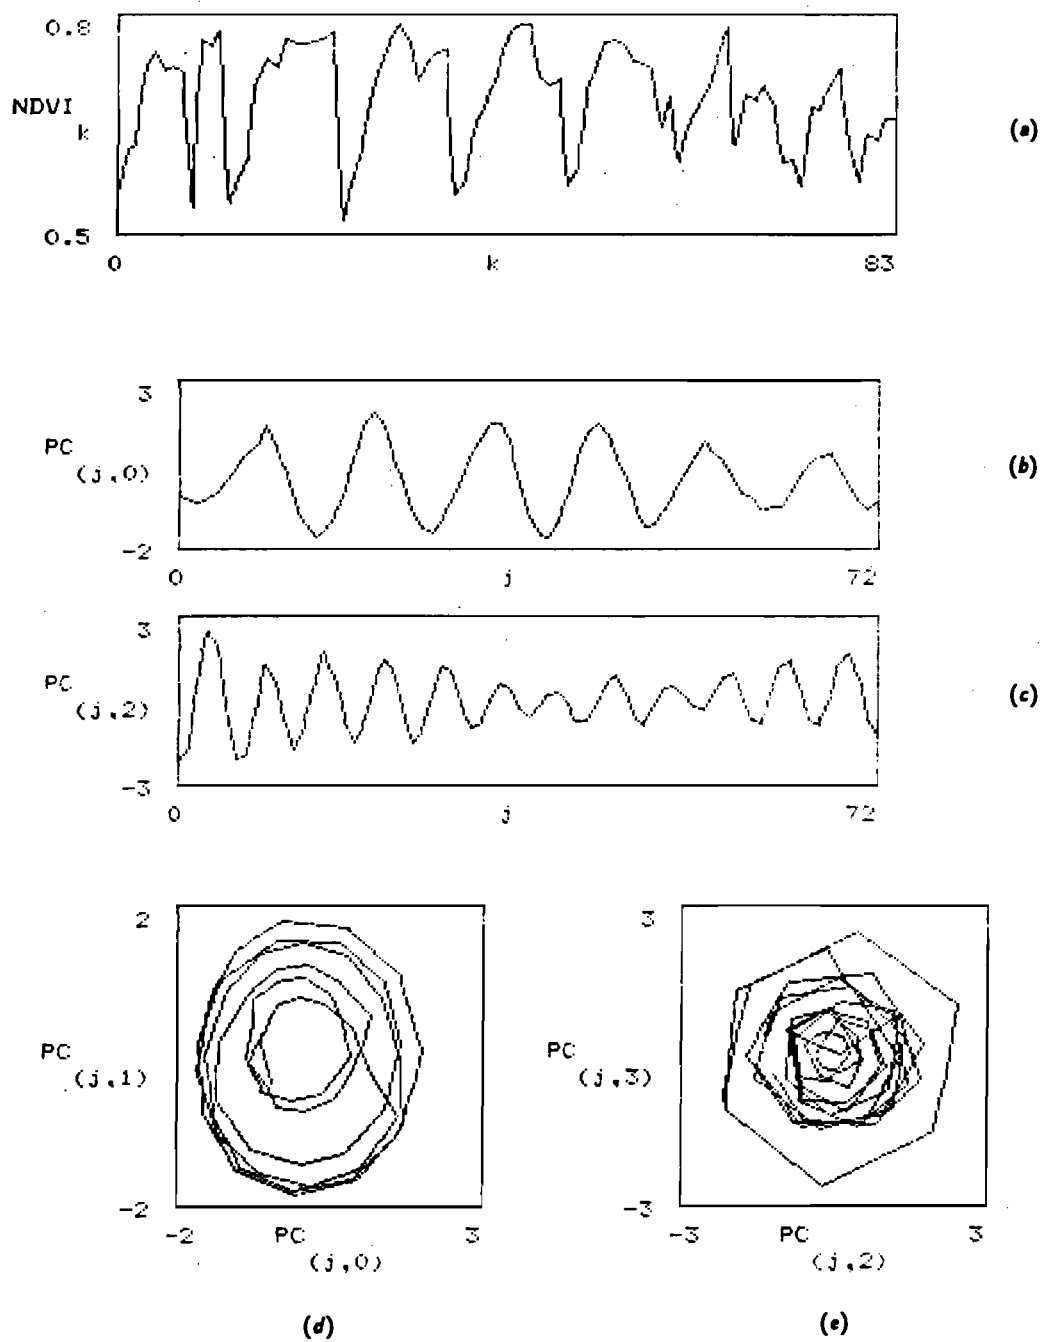 0.8
NDVI
k
(a)
0.5
0 k 83
3
PC
(j,0)
(b)
-2
0 j 72
3
PC
(j,2)
(c)
-3
0 j 72
2 3
PC PC
(j,1) (j,3)
-2 -3
-2 PC 3 -3 PC 3
(j,0) (j,2)
(d) (e)